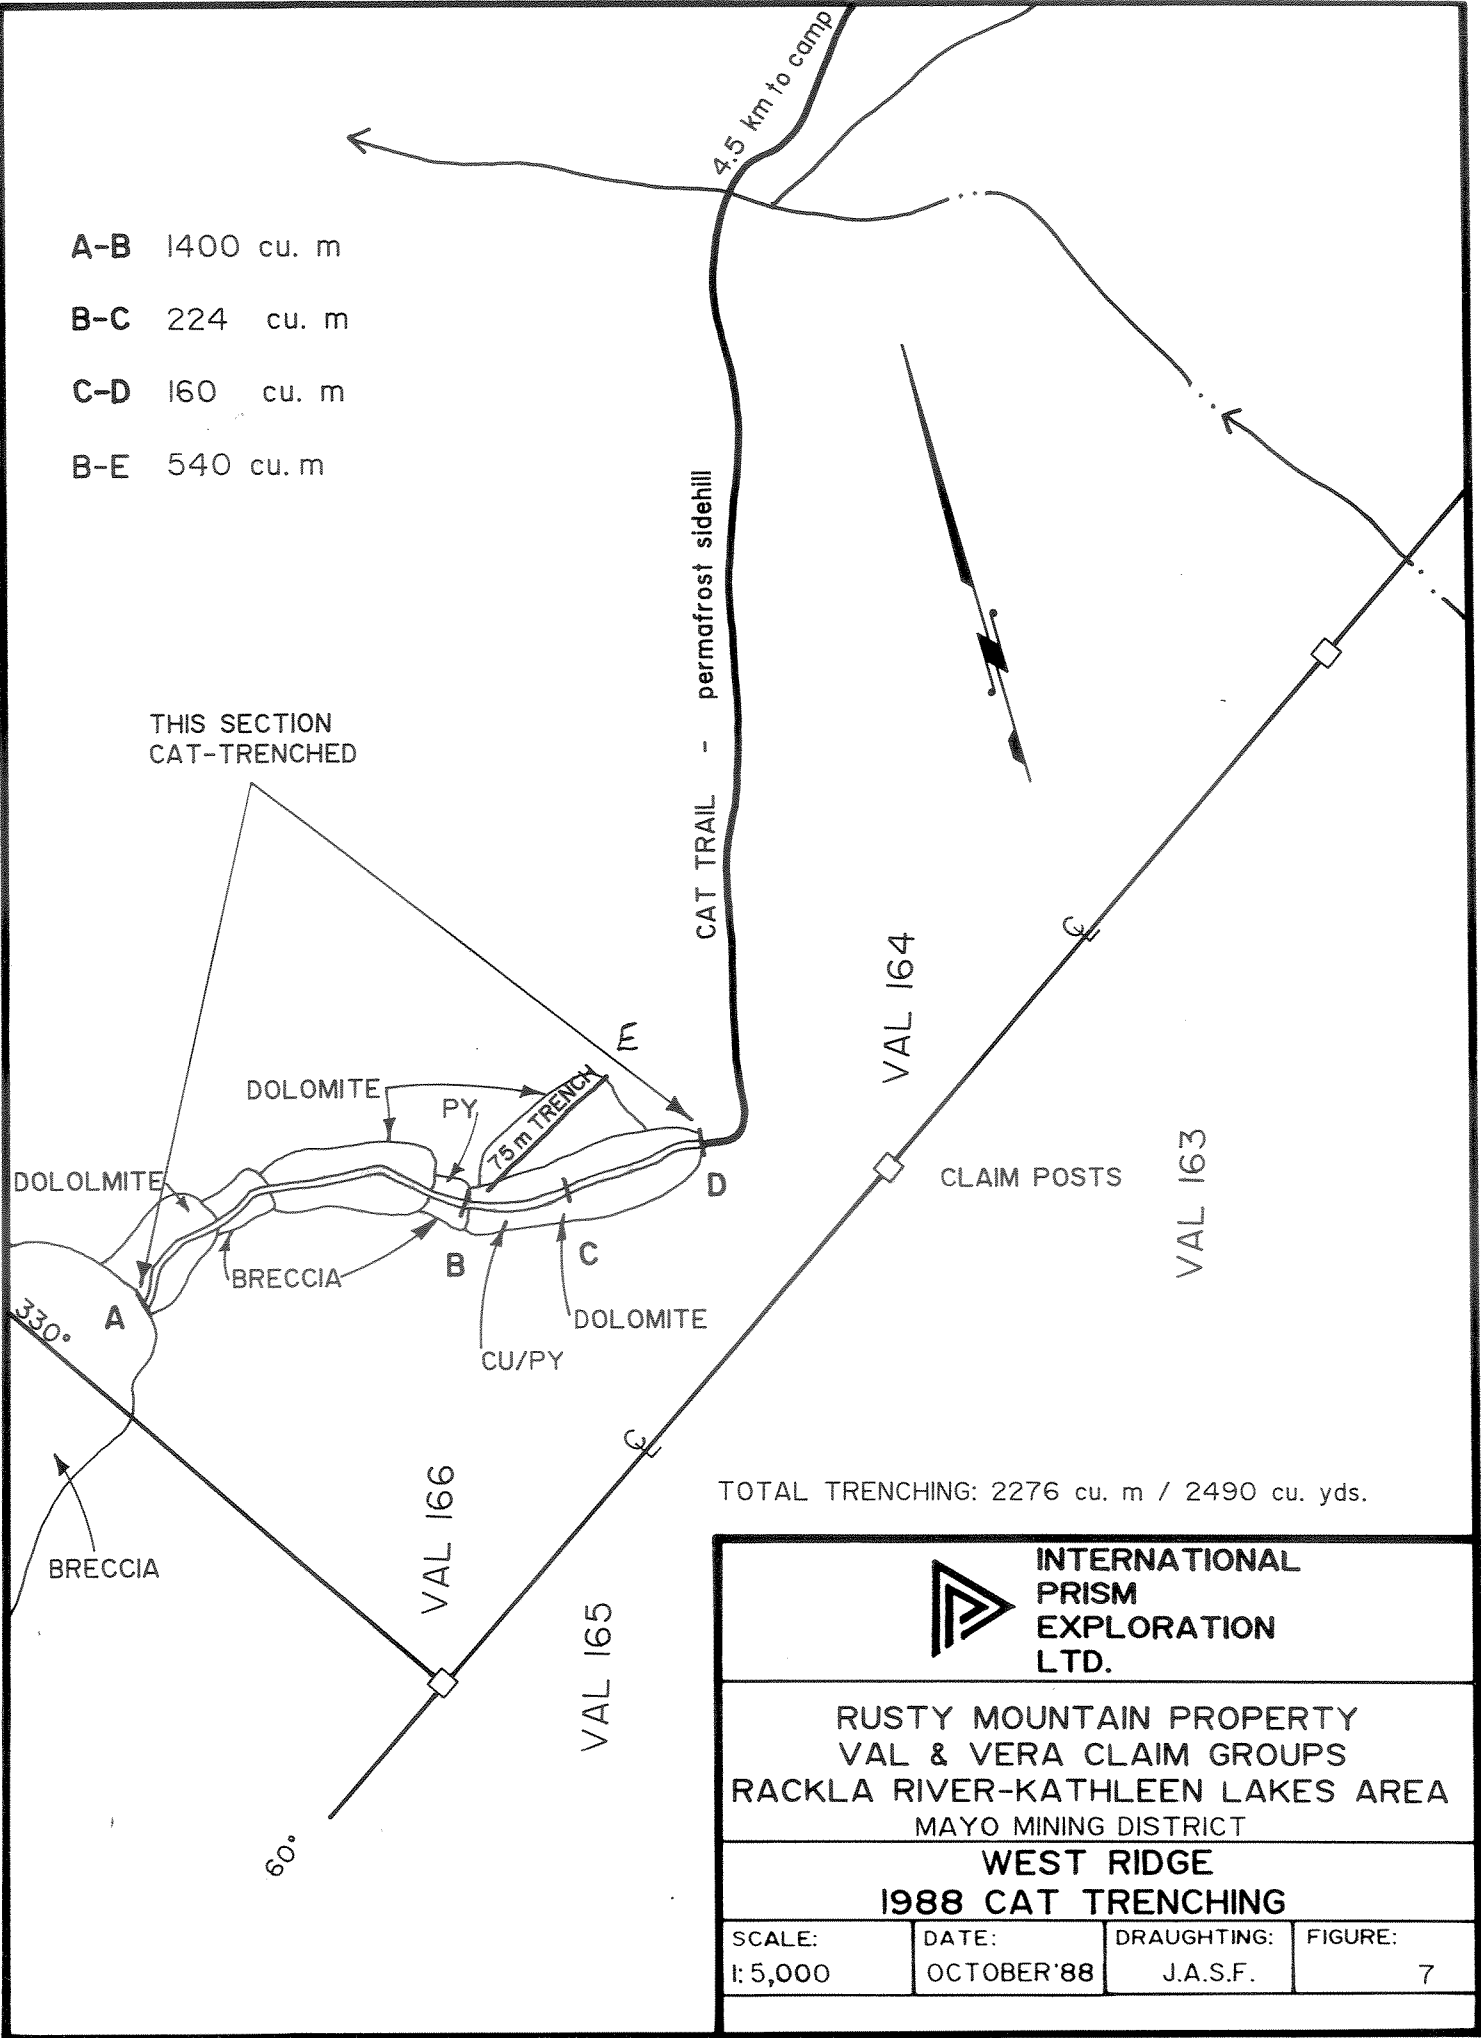 4.5 km to camp
A-B 1400 cu. m
B-C 224 cu. m
C-D 160 cu. m
B-E 540 cu. m
CAT TRAIL - permafrost sidehill
THIS SECTION
CAT-TRENCHED
VAL 164
E
DOLOMITE
PY
75m TRENCH
DOLOLMITE
D
CLAIM POSTS
VAL 163
B
C
BRECCIA
A
330°
DOLOMITE
CU/PY
VAL 166
TOTAL TRENCHING: 2276 cu. m / 2490 cu. yds.
BRECCIA
VAL 165
60°
INTERNATIONAL
PRISM
EXPLORATION
LTD.
RUSTY MOUNTAIN PROPERTY
VAL & VERA CLAIM GROUPS
RACKLA RIVER-KATHLEEN LAKES AREA
MAYO MINING DISTRICT
WEST RIDGE
1988 CAT TRENCHING
SCALE: DATE: DRAUGHTING: FIGURE:
1:5,000 OCTOBER'88 J.A.S.F. 7